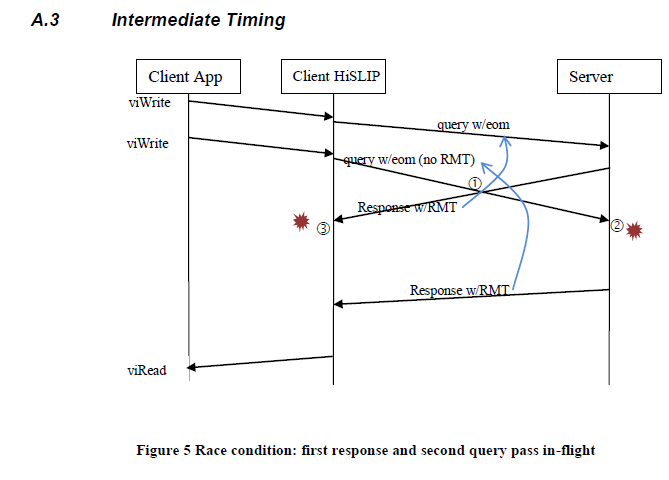 A.3 Intermediate Timing
Client App
Client HiSLIP
Server
viWrite
query w/eom
viWrite
query w/eom (no RMT)
①
Response w/RMT
③
②
Response w/RMT
viRead
Figure 5 Race condition: first response and second query pass in-flight